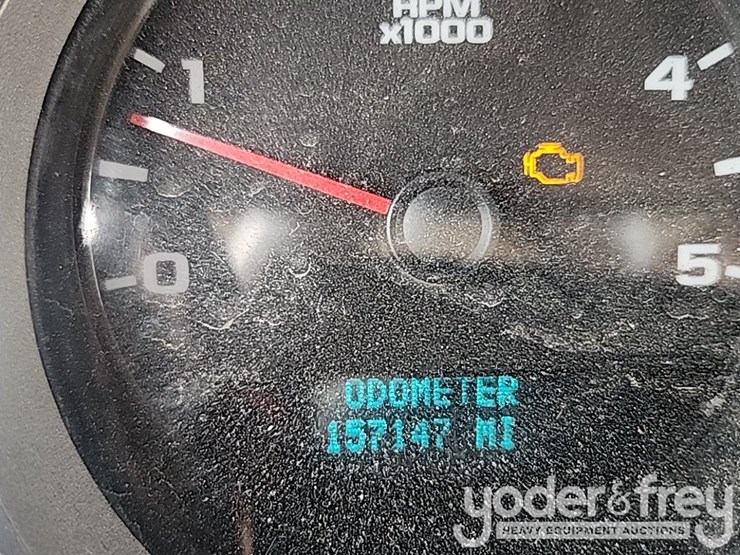 RPM
x1000
1
4
0
5
ODOMETER
157147 MI
yoder&frey
HEAVY EQUIPMENT AUCTIONS